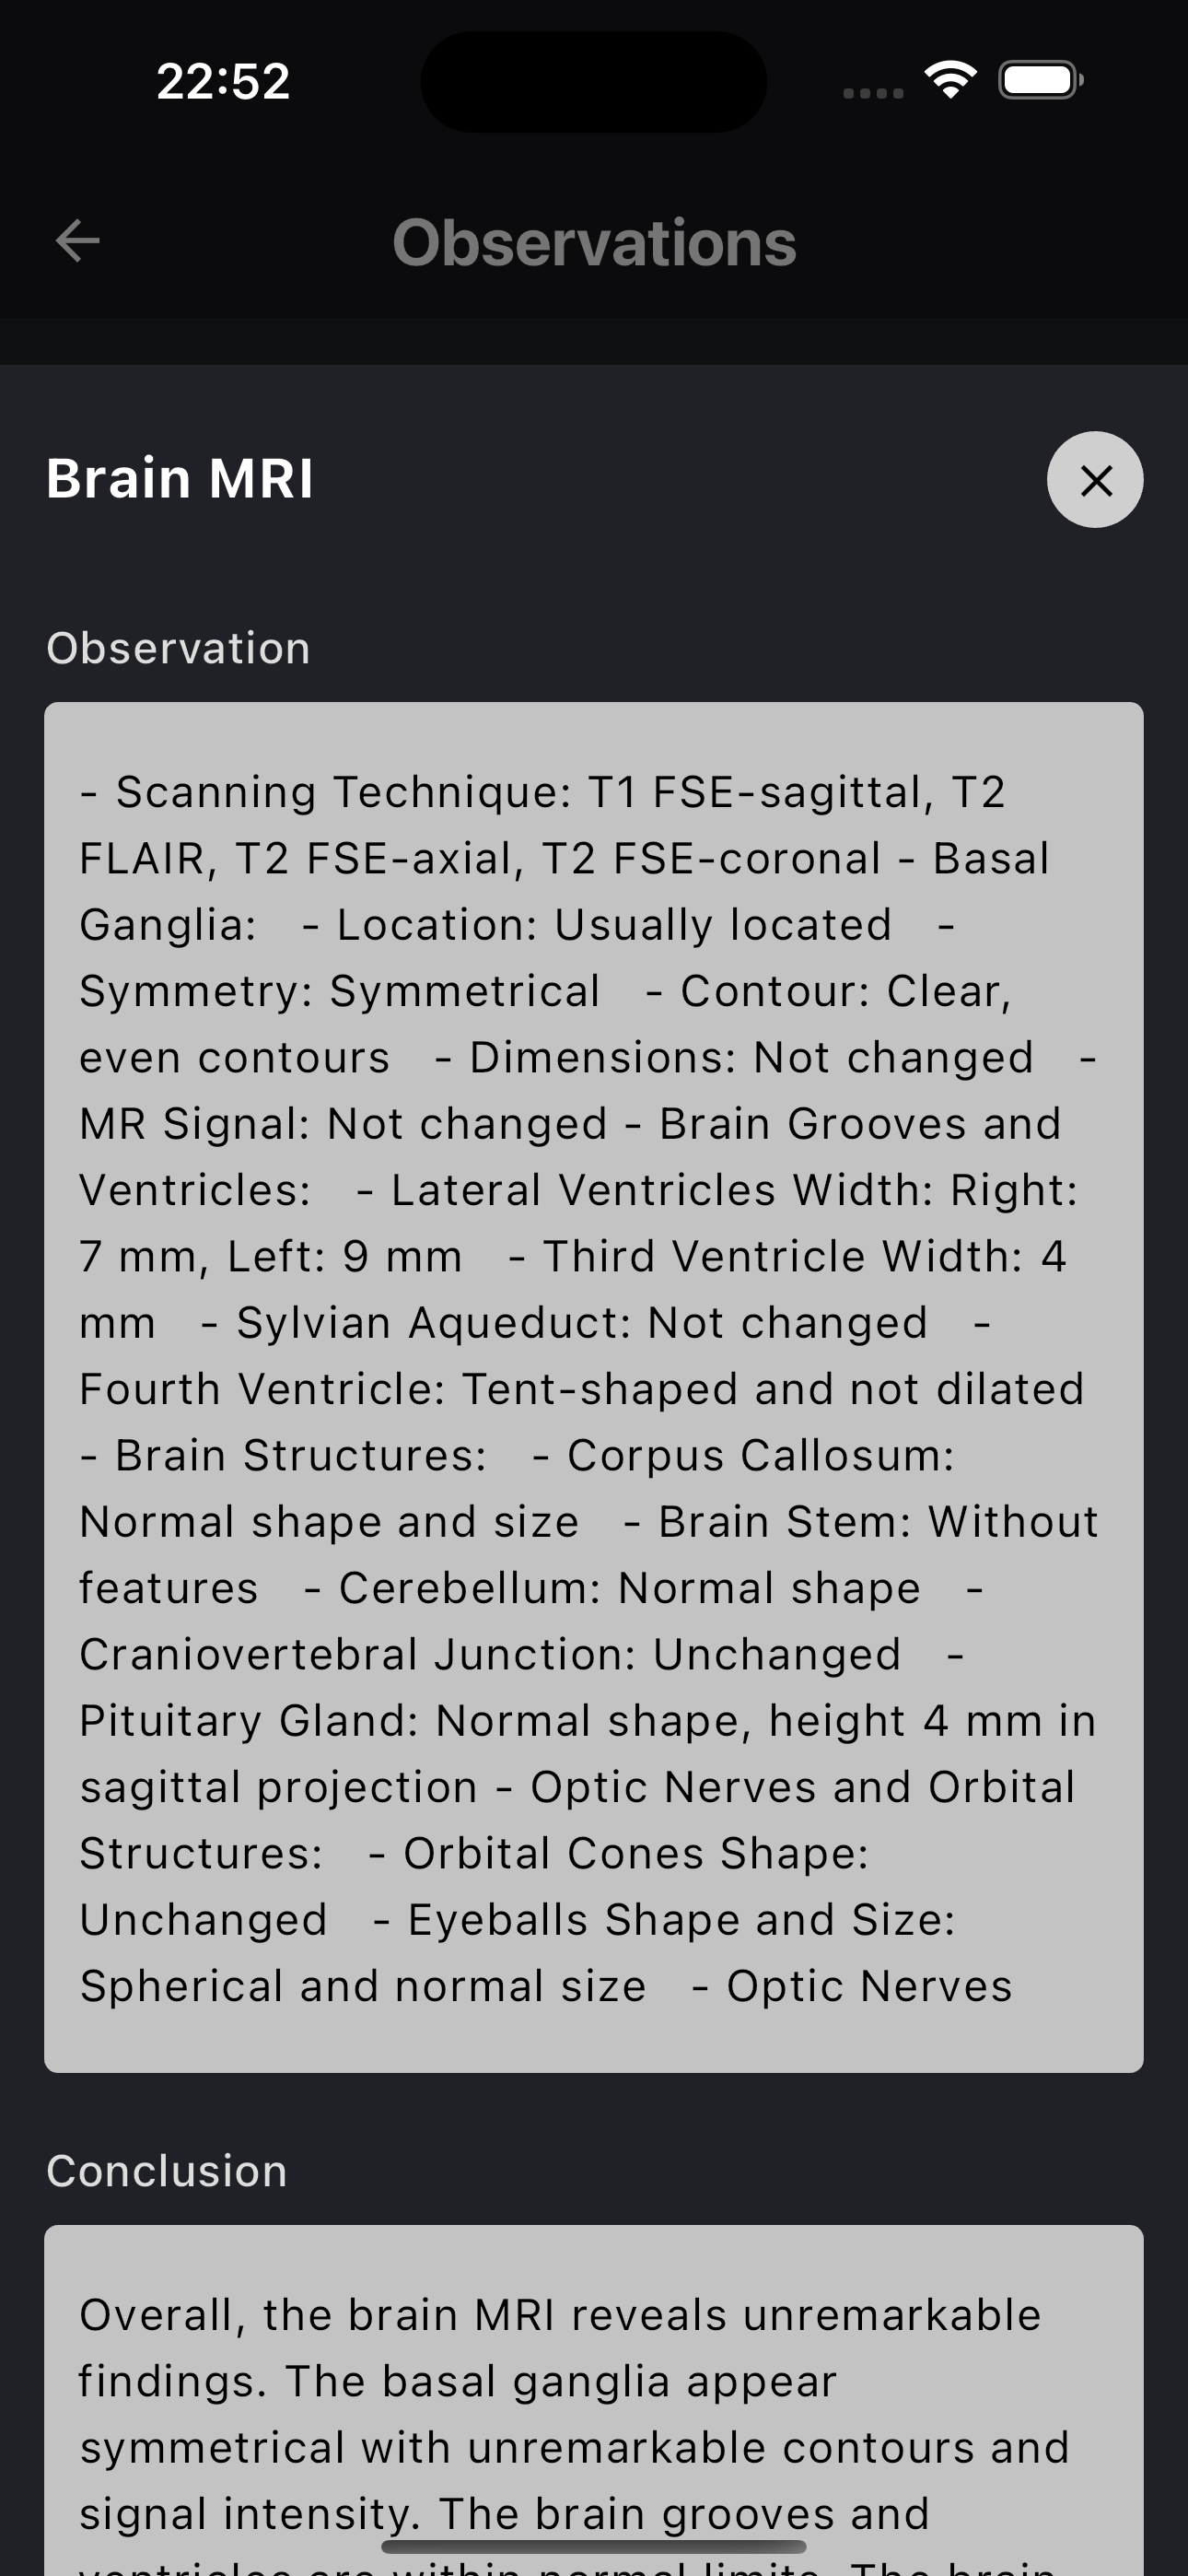 22:52
Observations
Brain MRI
Observation
- Scanning Technique: T1 FSE-sagittal, T2
FLAIR, T2 FSE-axial, T2 FSE-coronal - Basal
Ganglia:   - Location: Usually located   -
Symmetry: Symmetrical   - Contour: Clear,
even contours   - Dimensions: Not changed   -
MR Signal: Not changed - Brain Grooves and
Ventricles:   - Lateral Ventricles Width: Right:
7 mm, Left: 9 mm   - Third Ventricle Width: 4
mm   - Sylvian Aqueduct: Not changed   -
Fourth Ventricle: Tent-shaped and not dilated
- Brain Structures:   - Corpus Callosum:
Normal shape and size   - Brain Stem: Without
features   - Cerebellum: Normal shape   -
Craniovertebral Junction: Unchanged   -
Pituitary Gland: Normal shape, height 4 mm in
sagittal projection - Optic Nerves and Orbital
Structures:   - Orbital Cones Shape:
Unchanged   - Eyeballs Shape and Size:
Spherical and normal size   - Optic Nerves
Conclusion
Overall, the brain MRI reveals unremarkable
findings. The basal ganglia appear
symmetrical with unremarkable contours and
signal intensity. The brain grooves and
ventricles are within normal limits. The brain